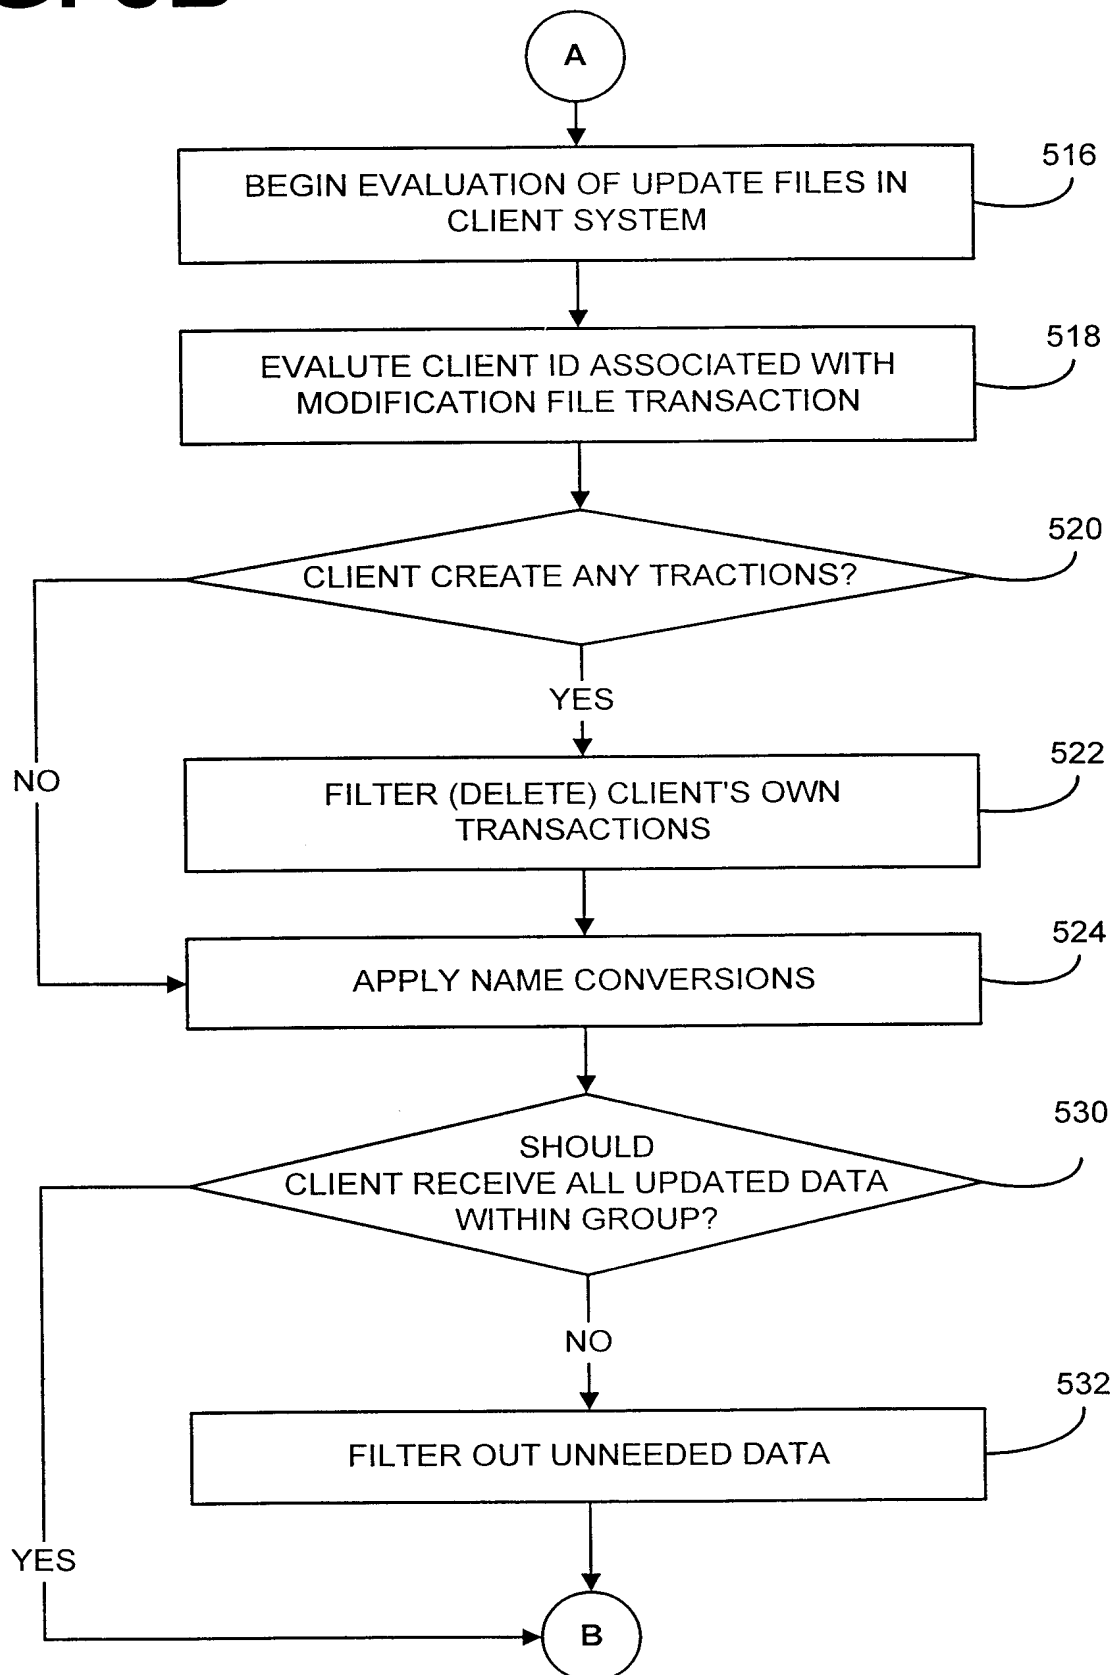 A
BEGIN EVALUATION OF UPDATE FILES IN
CLIENT SYSTEM
516
EVALUTE CLIENT ID ASSOCIATED WITH
MODIFICATION FILE TRANSACTION
518
CLIENT CREATE ANY TRACTIONS?
520
YES
NO
FILTER (DELETE) CLIENT'S OWN
TRANSACTIONS
522
APPLY NAME CONVERSIONS
524
SHOULD
CLIENT RECEIVE ALL UPDATED DATA
WITHIN GROUP?
530
NO
FILTER OUT UNNEEDED DATA
532
YES
B